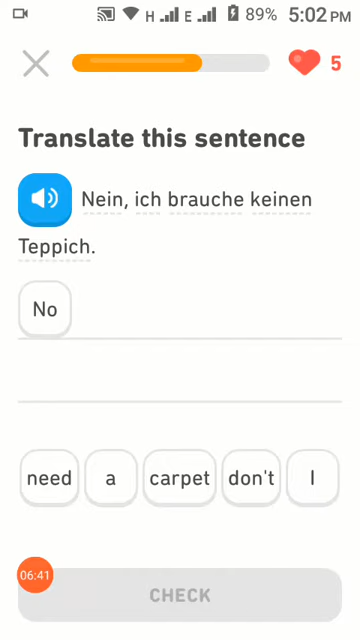 H E 89% 5:02 PM
5
Translate this sentence
Nein, ich brauche keinen
Teppich.
No
need a carpet don't I
06:41
CHECK